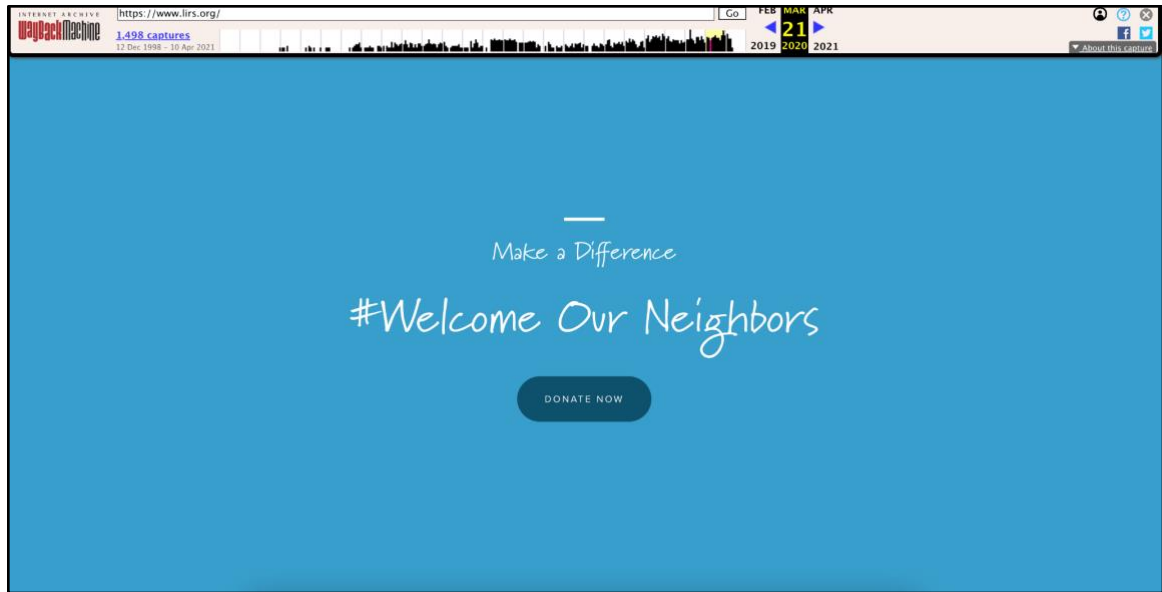 INTERNET ARCHIVE
WayBackMachine
https://www.lirs.org/
Go
1,498 captures
12 Dec 1998 – 10 Apr 2021
FEB MAR APR
21
2019 2020 2021
About this capture
Make a Difference
#Welcome Our Neighbors
DONATE NOW